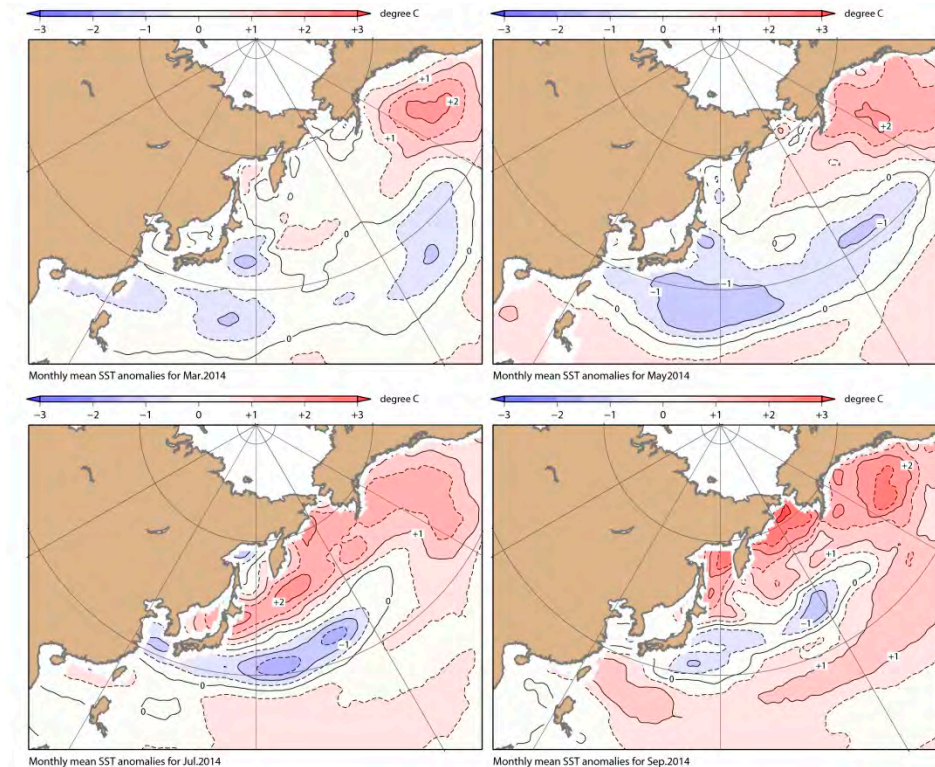 degree C
−3 −2 −1 0 +1 +2 +3
+1
+2
+1
0
0
0
Monthly mean SST anomalies for Mar.2014
degree C
−3 −2 −1 0 +1 +2 +3
+2
0
0
−1
−1
0
Monthly mean SST anomalies for May2014
degree C
−3 −2 −1 0 +1 +2 +3
+1
+2
0
−1
0
0
Monthly mean SST anomalies for Jul.2014
degree C
−3 −2 −1 0 +1 +2 +3
+2
+1
0
−1
+1
+1
0
Monthly mean SST anomalies for Sep.2014